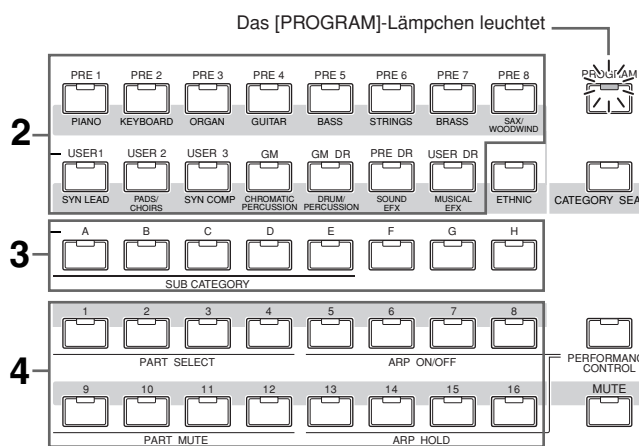 Das [PROGRAM]-Lämpchen leuchtet
PRE 1 PRE 2 PRE 3 PRE 4 PRE 5 PRE 6 PRE 7 PRE 8 PROGRAM
PIANO KEYBOARD ORGAN GUITAR BASS STRINGS BRASS SAX/
WOODWIND
2
USER1 USER 2 USER 3 GM GM DR PRE DR USER DR
SYN LEAD PADS/
CHOIRS SYN COMP CHROMATIC
PERCUSSION DRUM/
PERCUSSION SOUND
EFX MUSICAL
EFX ETHNIC CATEGORY SEA
3
A B C D E F G H
SUB CATEGORY
4
1 2 3 4 5 6 7 8
PART SELECT ARP ON/OFF PERFORMANC
CONTROL
9 10 11 12 13 14 15 16 MUTE
PART MUTE ARP HOLD